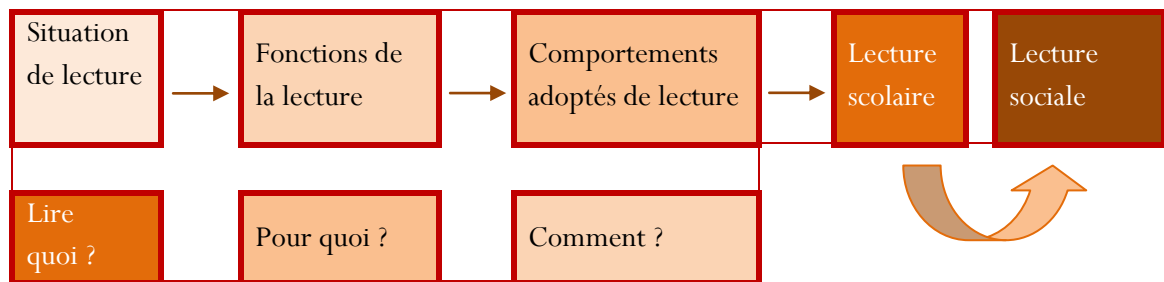 Situation
de lecture
Fonctions de
la lecture
Comportements
adoptés de lecture
Lecture
scolaire
Lecture
sociale
Lire
quoi ?
Pour quoi ?
Comment ?